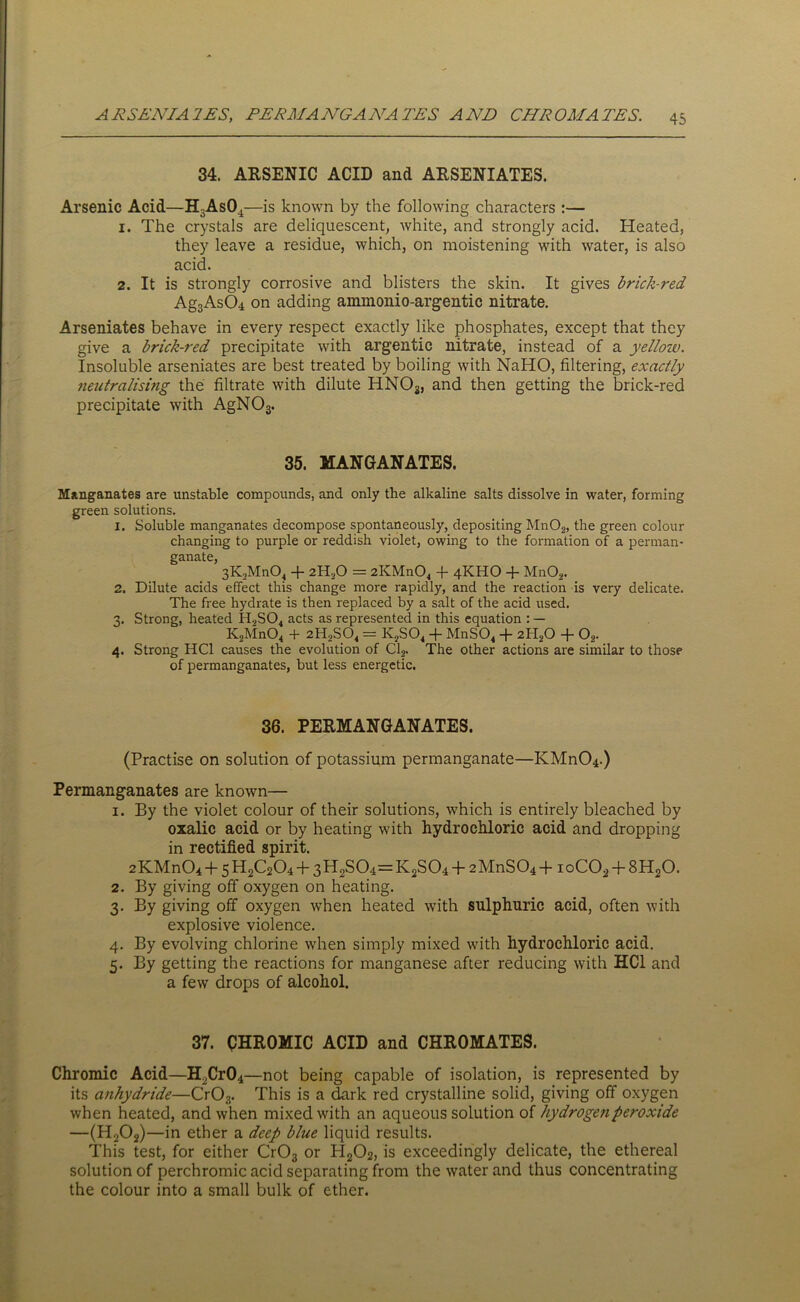 ARSENIATES, PERMANGANATES AND CHROMATES. 45
34. ARSENIC ACID and ARSENIATES.
Arsenic Acid—H₃AsO₄—is known by the following characters :—
1. The crystals are deliquescent, white, and strongly acid. Heated,
they leave a residue, which, on moistening with water, is also
acid.
2. It is strongly corrosive and blisters the skin. It gives brick-red
Ag₃AsO₄ on adding ammonio-argentic nitrate.
Arseniates behave in every respect exactly like phosphates, except that they
give a brick-red precipitate with argentic nitrate, instead of a yellow.
Insoluble arseniates are best treated by boiling with NaHO, filtering, exactly
neutralising the filtrate with dilute HNO₃, and then getting the brick-red
precipitate with AgNO₃.
35. MANGANATES.
Manganates are unstable compounds, and only the alkaline salts dissolve in water, forming
green solutions.
1. Soluble manganates decompose spontaneously, depositing MnO₂, the green colour
changing to purple or reddish violet, owing to the formation of a perman-
ganate,
3K₂MnO₄ + 2H₂O = 2KMnO₄ + 4KHO + MnO₂.
2. Dilute acids effect this change more rapidly, and the reaction is very delicate.
The free hydrate is then replaced by a salt of the acid used.
3. Strong, heated H₂SO₄ acts as represented in this equation :—
K₂MnO₄ + 2H₂SO₄ = K₂SO₄ + MnSO₄ + 2H₂O + O₂.
4. Strong HCl causes the evolution of Cl₂. The other actions are similar to those
of permanganates, but less energetic.
36. PERMANGANATES.
(Practise on solution of potassium permanganate—KMnO₄.)
Permanganates are known—
1. By the violet colour of their solutions, which is entirely bleached by
oxalic acid or by heating with hydrochloric acid and dropping
in rectified spirit.
2KMnO₄ + 5H₂C₂O₄ + 3H₂SO₄ = K₂SO₄ + 2MnSO₄ + 10CO₂ + 8H₂O.
2. By giving off oxygen on heating.
3. By giving off oxygen when heated with sulphuric acid, often with
explosive violence.
4. By evolving chlorine when simply mixed with hydrochloric acid.
5. By getting the reactions for manganese after reducing with HCl and
a few drops of alcohol.
37. CHROMIC ACID and CHROMATES.
Chromic Acid—H₂CrO₄—not being capable of isolation, is represented by
its anhydride—CrO₃. This is a dark red crystalline solid, giving off oxygen
when heated, and when mixed with an aqueous solution of hydrogen peroxide
—(H₂O₂)—in ether a deep blue liquid results.
This test, for either CrO₃ or H₂O₂, is exceedingly delicate, the ethereal
solution of perchromic acid separating from the water and thus concentrating
the colour into a small bulk of ether.